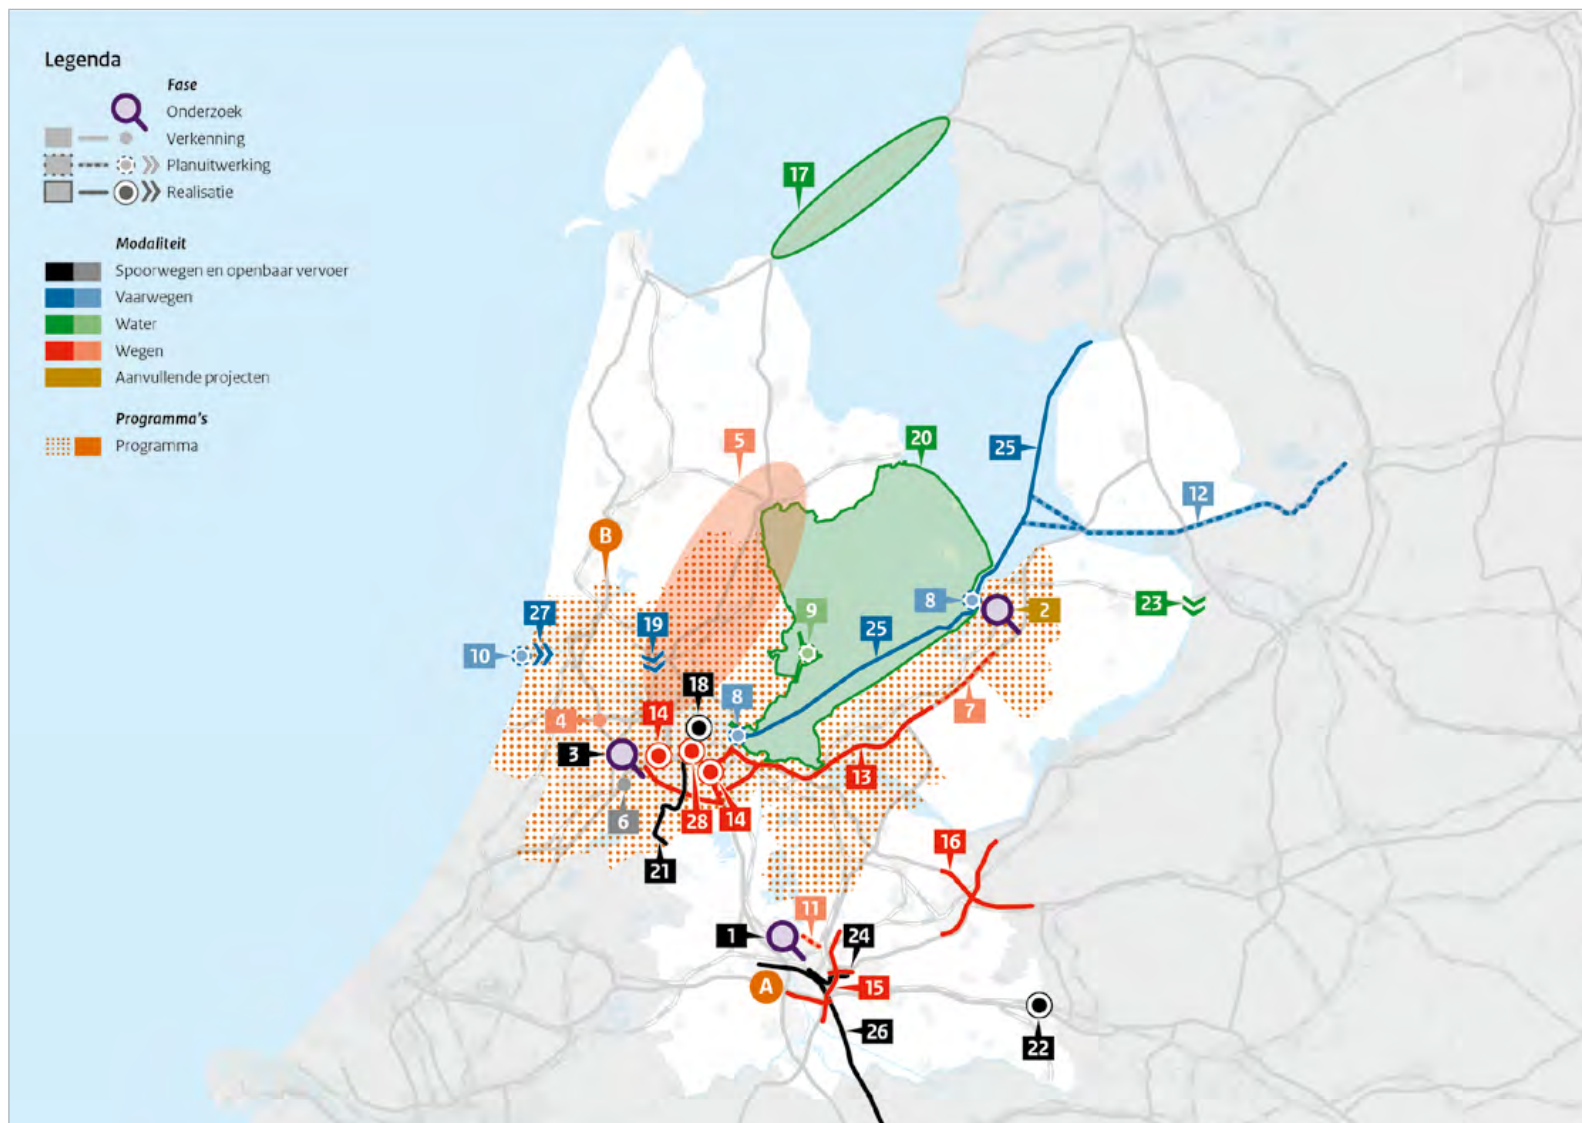 Legenda
Fase
Onderzoek
Verkenning
Planuitwerking
Realisatie
Modaliteit
Spoorwegen en openbaar vervoer
Vaarwegen
Water
Wegen
Aanvullende projecten
Programma's
Programma
17
5
20
25
12
B
27
19
9
8
2
23
10
25
18
8
4
14
7
3
13
6
28
14
21
16
11
1
24
A
15
26
22